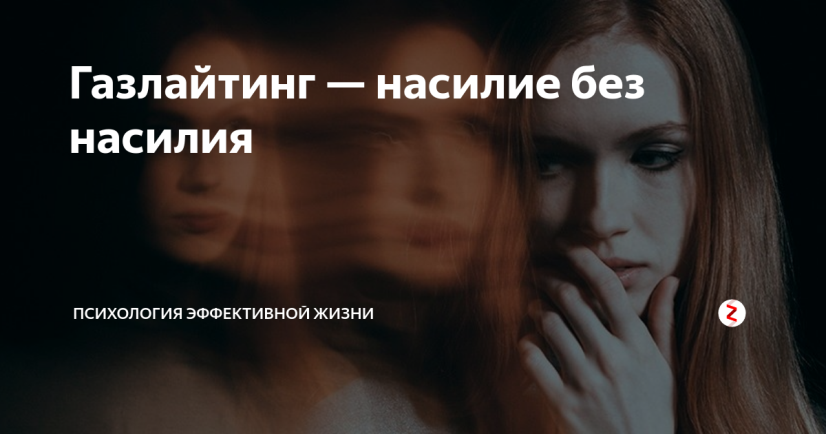 Газлайтинг — насилие без
насилия
ПСИХОЛОГИЯ ЭФФЕКТИВНОЙ ЖИЗНИ